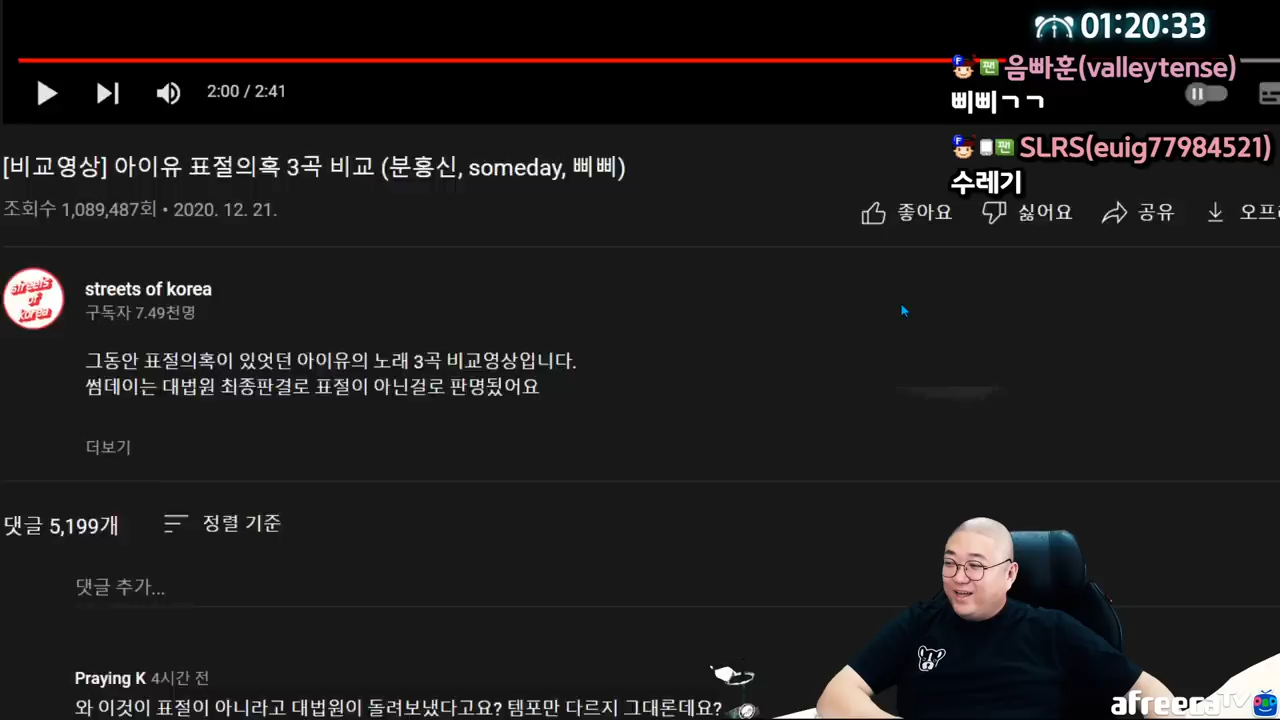 01:20:33
팬 음빠훈(valleytense)
삐삐ㄱㄱ
2:00 / 2:41
팬 SLRS(euig77984521)
수레기
[비교영상] 아이유 표절의혹 3곡 비교 (분홍신, someday, 삐삐)
조회수 1,089,487회 • 2020. 12. 21.
좋아요 싫어요 공유
streets of korea
streets of korea
구독자 7.49천명
그동안 표절의혹이 있엇던 아이유의 노래 3곡 비교영상입니다.
썸데이는 대법원 최종판결로 표절이 아닌걸로 판명됬어요
더보기
댓글 5,199개
정렬 기준
댓글 추가...
Praying K 4시간 전
와 이것이 표절이 아니라고 대법원이 돌려보냈다고요? 템포만 다르지 그대론데요?
afreecaTV